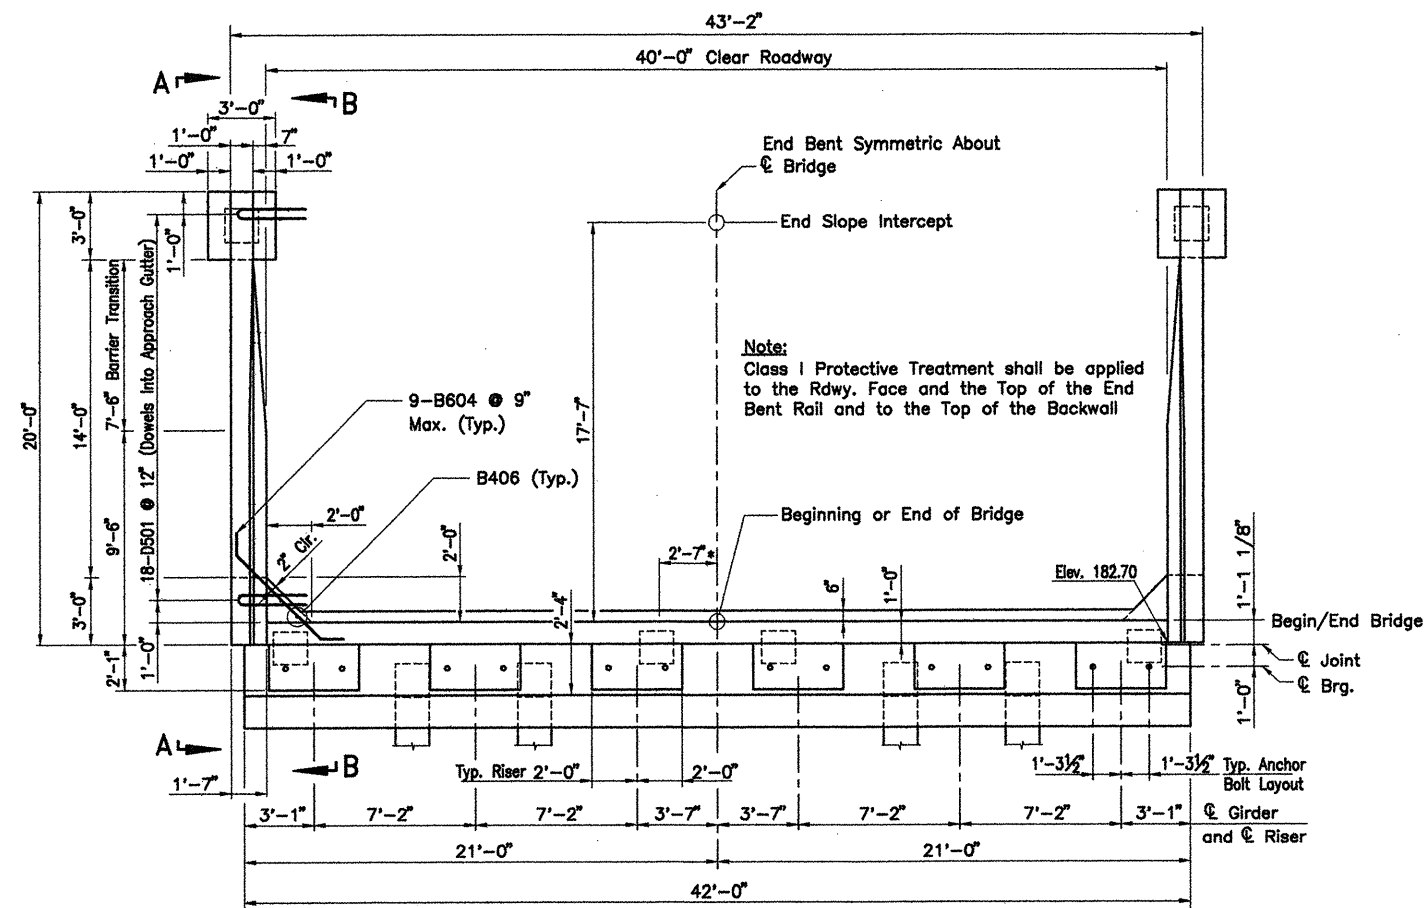 43'-2"
40'-0" Clear Roadway
A
B
3'-0"
1'-0"
7"
1'-0"
1'-0"
End Bent Symmetric About
℄ Bridge
End Slope Intercept
3'-0"
1'-0"
20'-0"
14'-0"
7'-6" Barrier Transition
18-D501 @ 12" (Dowels Into Approach Gutter)
17'-7"
Note:
Class I Protective Treatment shall be applied
to the Rdwy. Face and the Top of the End
Bent Rail and to the Top of the Backwall
9-B604 @ 9"
Max. (Typ.)
B406 (Typ.)
9'-6"
2'-0"
2" Clr.
2'-0"
Beginning or End of Bridge
2'-7"*
Elev. 182.70
6"
1'-0"
1'-1 1/8"
3'-0"
2'-4"
Begin/End Bridge
2'-1"
1'-0"
℄ Joint
℄ Brg.
1'-0"
A
B
1'-7"
Typ. Riser
2'-0"
2'-0"
1'-3½"
1'-3½"
Typ. Anchor
Bolt Layout
3'-1"
7'-2"
7'-2"
3'-7"
3'-7"
7'-2"
7'-2"
3'-1"
℄ Girder
and ℄ Riser
21'-0"
21'-0"
42'-0"